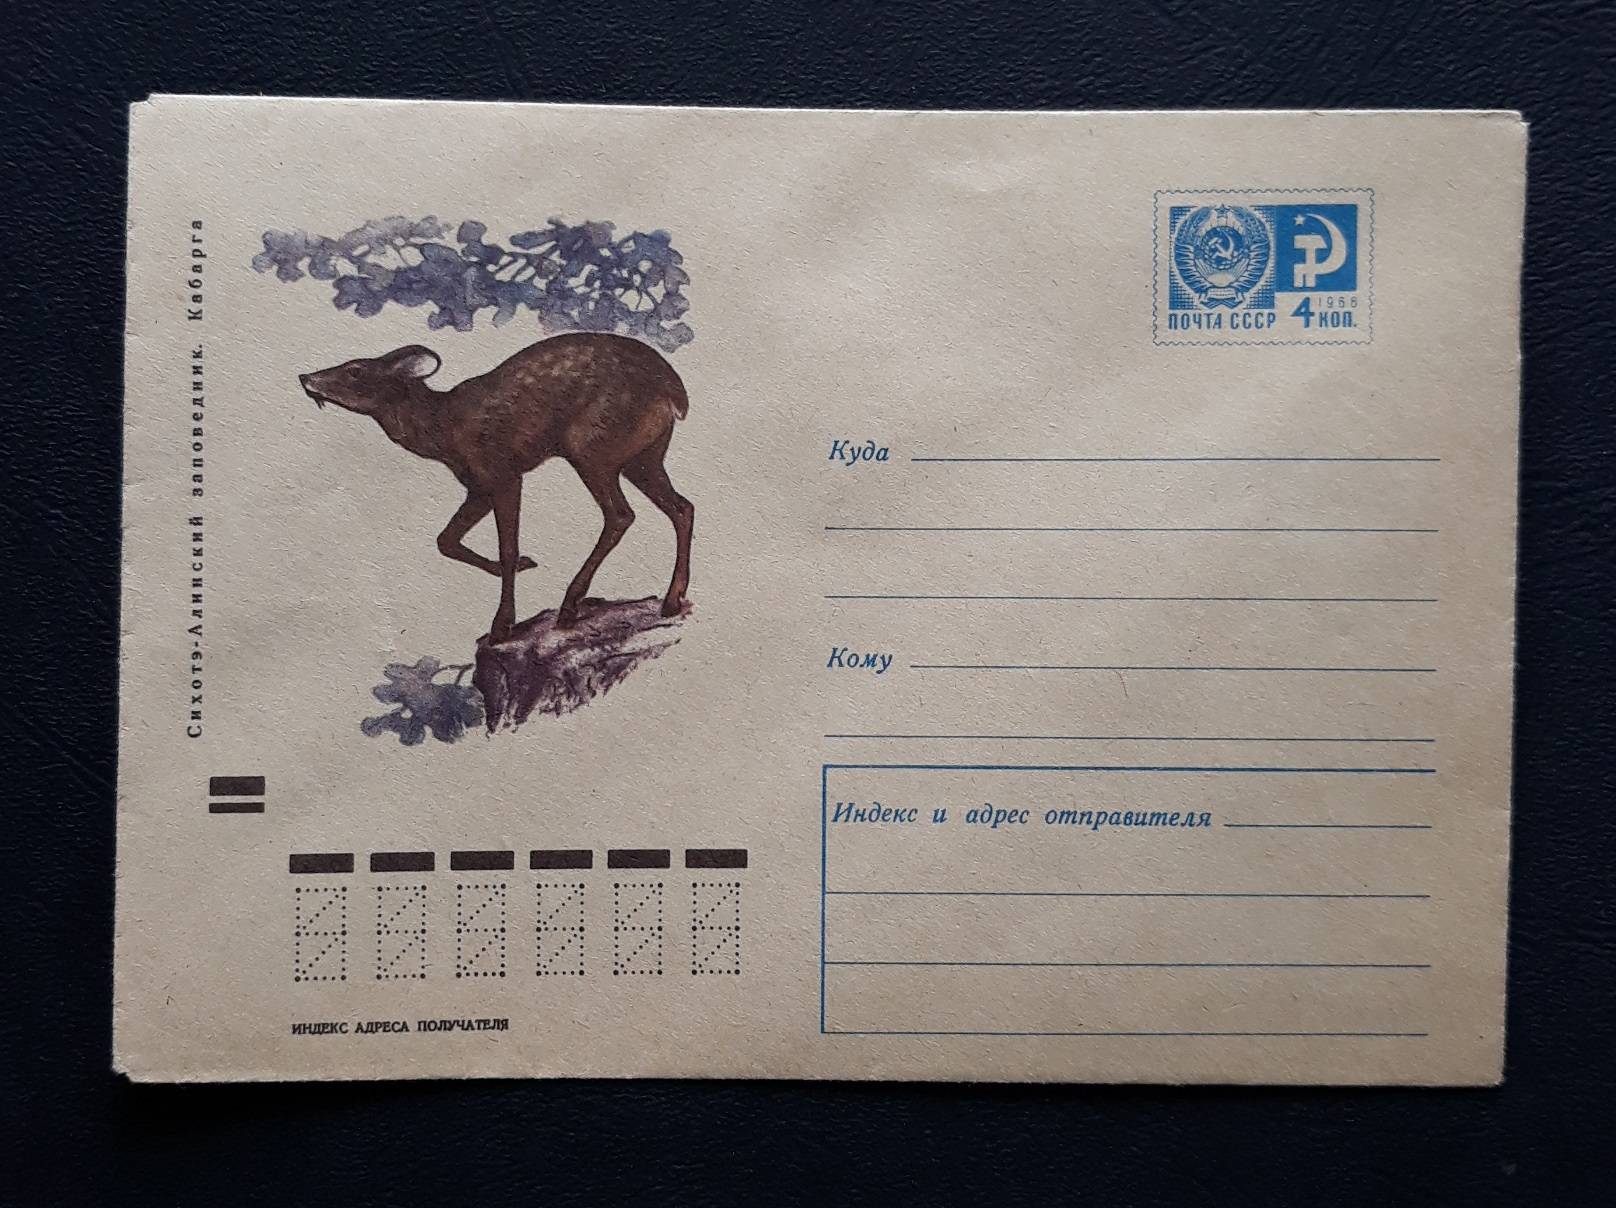 Сихотэ-Алинский заповедник. Кабарга
1966
ПОЧТА СССР 4 КОП.
Куда
Кому
Индекс и адрес отправителя
ИНДЕКС АДРЕСА ПОЛУЧАТЕЛЯ